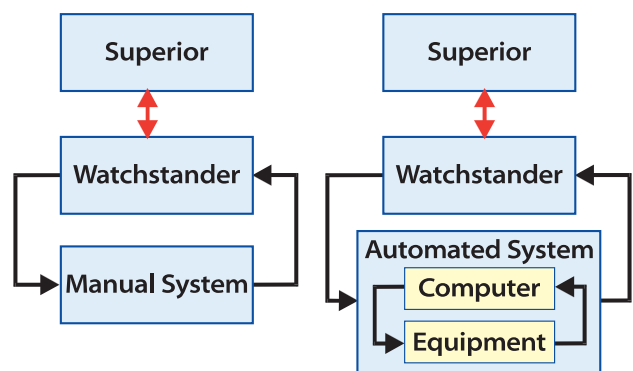 Superior
Watchstander
Manual System
Superior
Watchstander
Automated System
Computer
Equipment